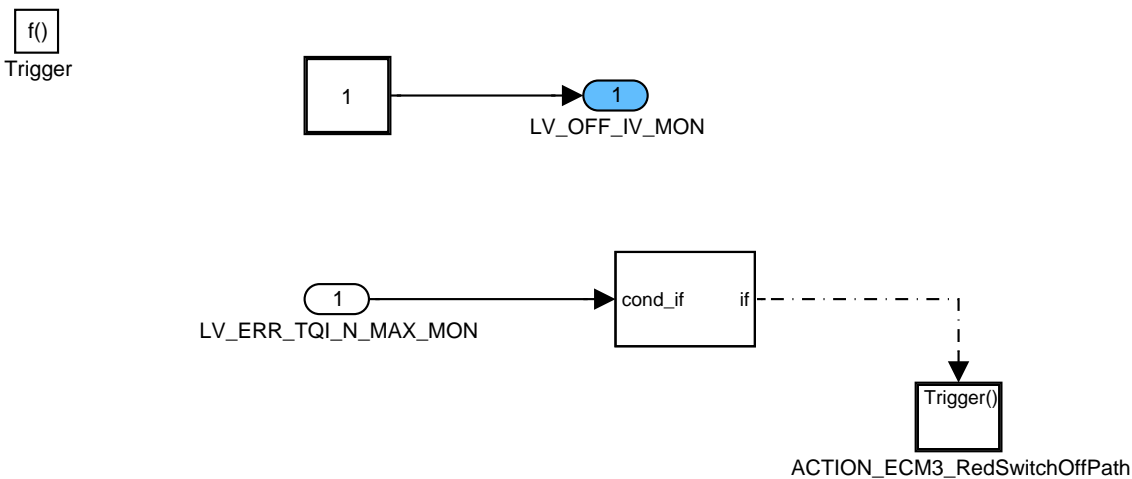 f()
Trigger
1
1
LV_OFF_IV_MON
1
LV_ERR_TQI_N_MAX_MON
cond_if
if
Trigger()
ACTION_ECM3_RedSwitchOffPath